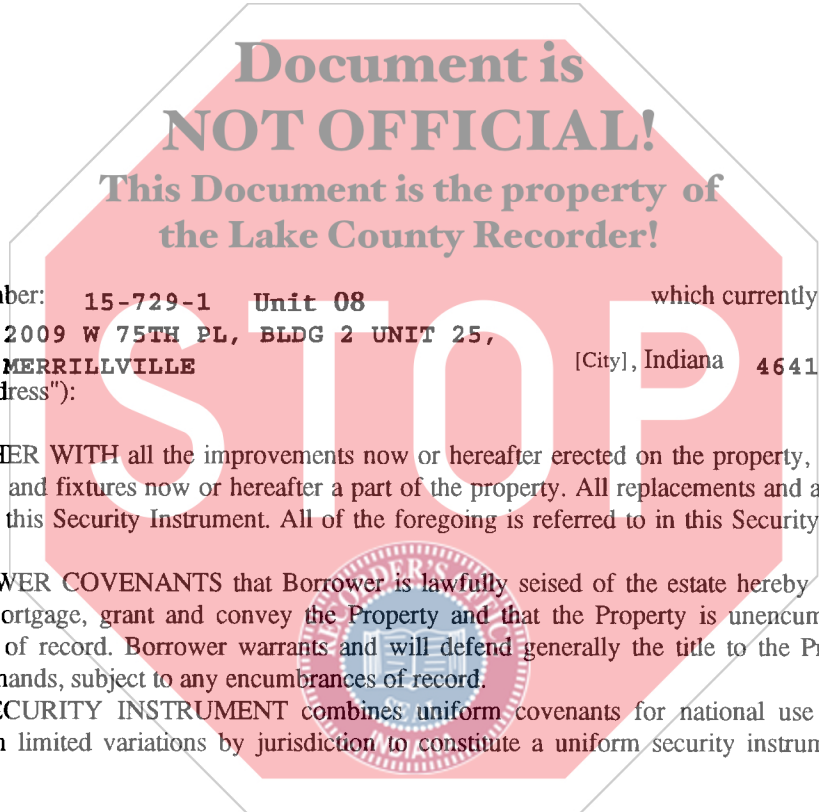 Document is
NOT OFFICIAL!
This Document is the property of
the Lake County Recorder!
ber: 15-729-1 Unit 08 which currently
2009 W 75TH PL, BLDG 2 UNIT 25,
MERRILLVILLE [City], Indiana 4641
dress"):
STOP
ER WITH all the improvements now or hereafter erected on the property,
and fixtures now or hereafter a part of the property. All replacements and a
this Security Instrument. All of the foregoing is referred to in this Security
WER COVENANTS that Borrower is lawfully seised of the estate hereby
ortgage, grant and convey the Property and that the Property is unencum
of record. Borrower warrants and will defend generally the title to the Pr
ands, subject to any encumbrances of record.
CURITY INSTRUMENT combines uniform covenants for national use
limited variations by jurisdiction to constitute a uniform security instrum
SEAL
INDIANA